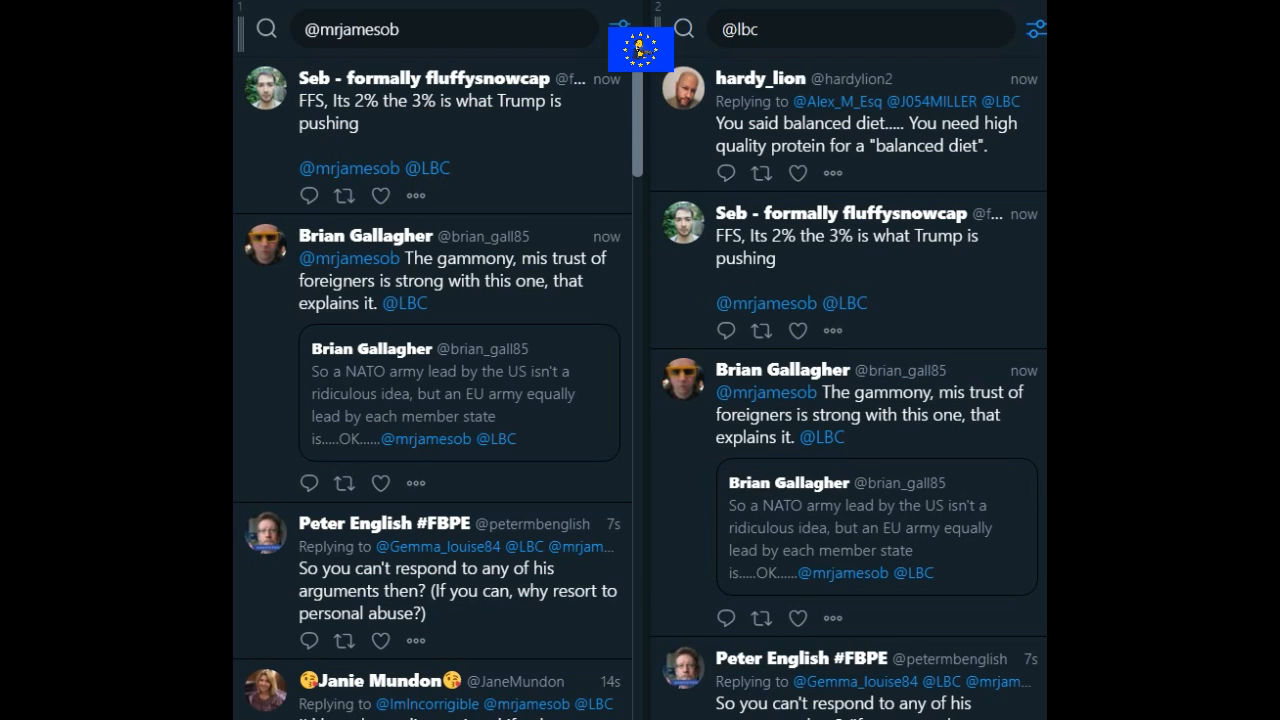 1
@mrjamesob
Seb - formally fluffysnowcap @f... now
FFS, Its 2% the 3% is what Trump is
pushing
@mrjamesob @LBC
Brian Gallagher @brian_gall85 now
@mrjamesob The gammony, mis trust of
foreigners is strong with this one, that
explains it. @LBC
Brian Gallagher @brian_gall85
So a NATO army lead by the US isn't a
ridiculous idea, but an EU army equally
lead by each member state
is.....OK......@mrjamesob @LBC
Peter English #FBPE @petermbenglish 7s
Replying to @Gemma_louise84 @LBC @mrjam...
So you can't respond to any of his
arguments then? (If you can, why resort to
personal abuse?)
😘Janie Mundon😘 @JaneMundon 14s
Replying to @ImIncorrigible @mrjamesob @LBC
2
@lbc
hardy_lion @hardylion2 now
Replying to @Alex_M_Esq @J054MILLER @LBC
You said balanced diet..... You need high
quality protein for a "balanced diet".
Seb - formally fluffysnowcap @f... now
FFS, Its 2% the 3% is what Trump is
pushing
@mrjamesob @LBC
Brian Gallagher @brian_gall85 now
@mrjamesob The gammony, mis trust of
foreigners is strong with this one, that
explains it. @LBC
Brian Gallagher @brian_gall85
So a NATO army lead by the US isn't a
ridiculous idea, but an EU army equally
lead by each member state
is.....OK......@mrjamesob @LBC
Peter English #FBPE @petermbenglish 7s
Replying to @Gemma_louise84 @LBC @mrjam...
So you can't respond to any of his